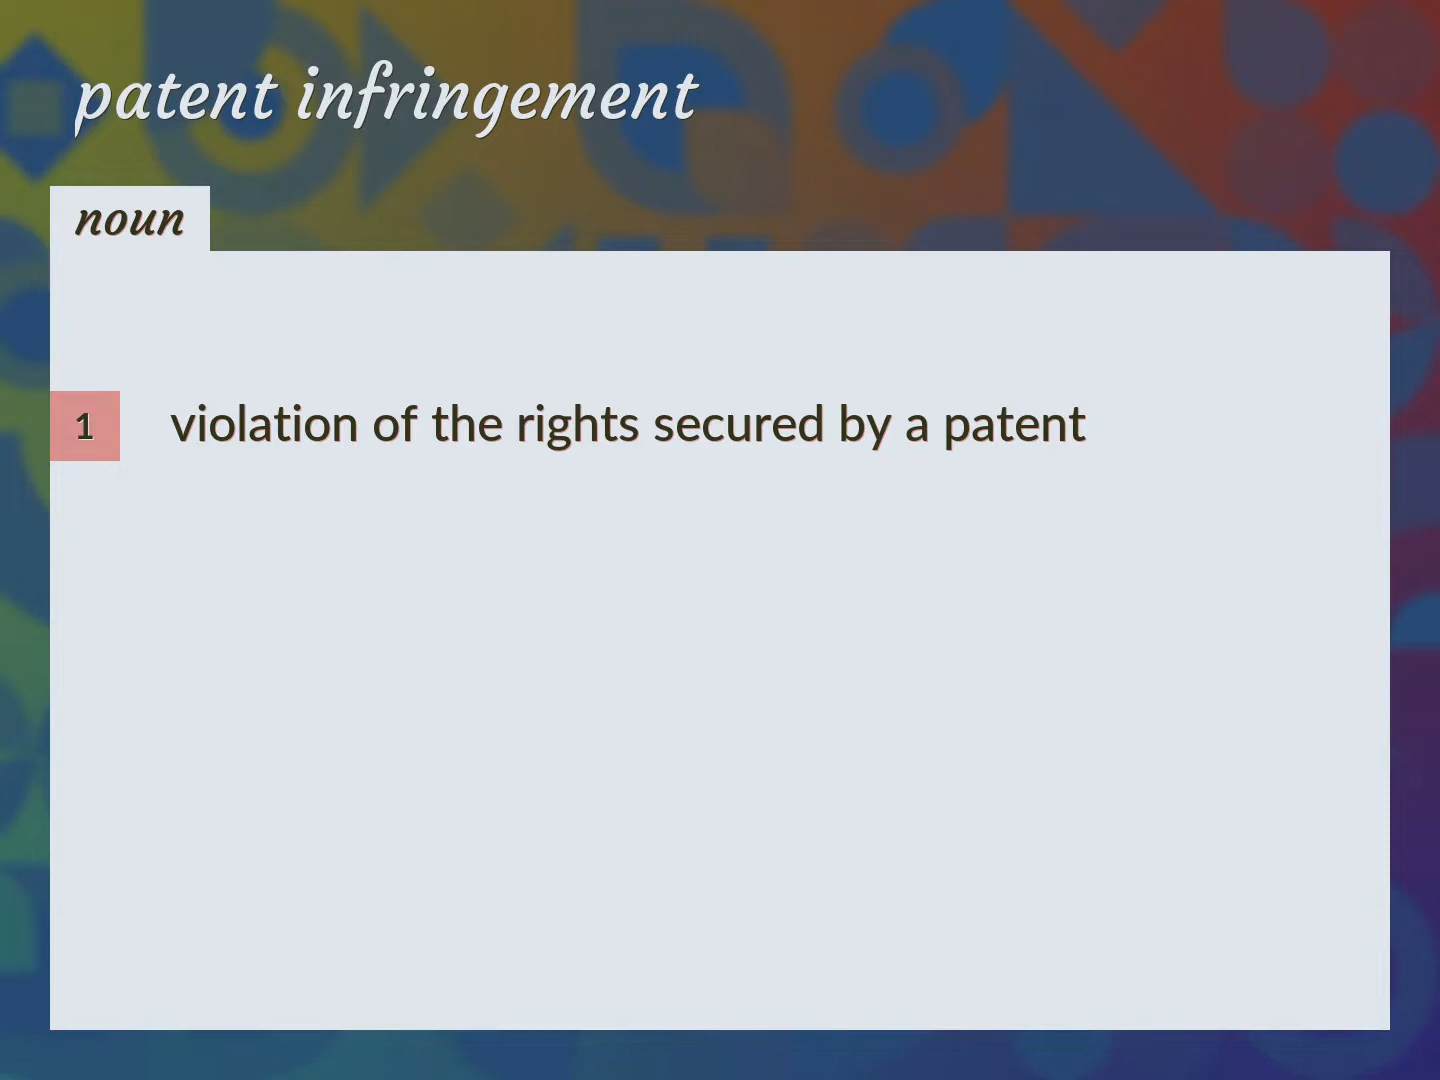 patent infringement
noun
1 violation of the rights secured by a patent